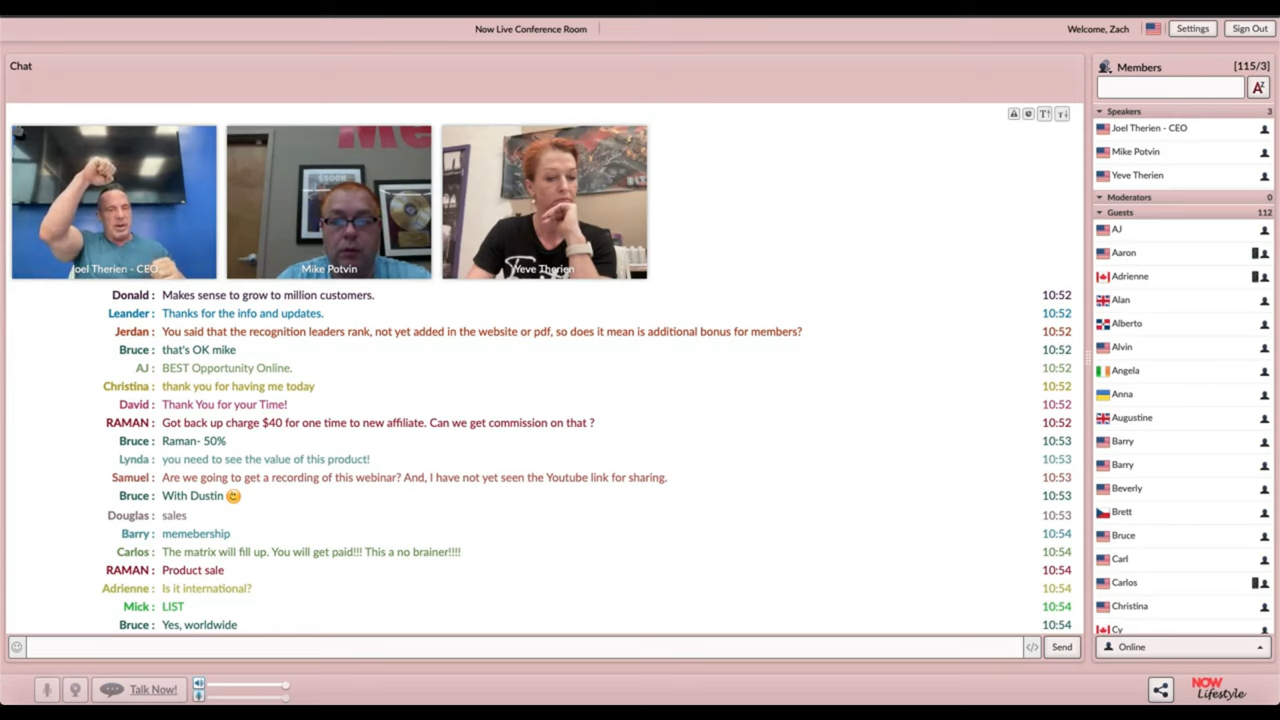 Now Live Conference Room
Welcome, Zach
Settings
Sign Out
Chat
Members
[115/3]
Speakers 3
Joel Therien - CEO
Mike Potvin
Yeve Therien
Moderators 0
Guests 112
AJ
Aaron
Adrienne
Alan
Alberto
Alvin
Angela
Anna
Augustine
Barry
Barry
Beverly
Brett
Bruce
Carl
Carlos
Christina
Cy
Online
Joel Therien - CEO
Mike Potvin
Yeve Therien
Donald : Makes sense to grow to million customers. 10:52
Leander : Thanks for the info and updates. 10:52
Jerdan : You said that the recognition leaders rank, not yet added in the website or pdf, so does it mean is additional bonus for members? 10:52
Bruce : that's OK mike 10:52
AJ : BEST Opportunity Online. 10:52
Christina : thank you for having me today 10:52
David : Thank You for your Time! 10:52
RAMAN : Got back up charge $40 for one time to new affiliate. Can we get commission on that ? 10:52
Bruce : Raman- 50% 10:53
Lynda : you need to see the value of this product! 10:53
Samuel : Are we going to get a recording of this webinar? And, I have not yet seen the Youtube link for sharing. 10:53
Bruce : With Dustin 10:53
Douglas : sales 10:53
Barry : memebership 10:54
Carlos : The matrix will fill up. You will get paid!!! This a no brainer!!!! 10:54
RAMAN : Product sale 10:54
Adrienne : Is it international? 10:54
Mick : LIST 10:54
Bruce : Yes, worldwide 10:54
Send
Talk Now!
NOW
Lifestyle